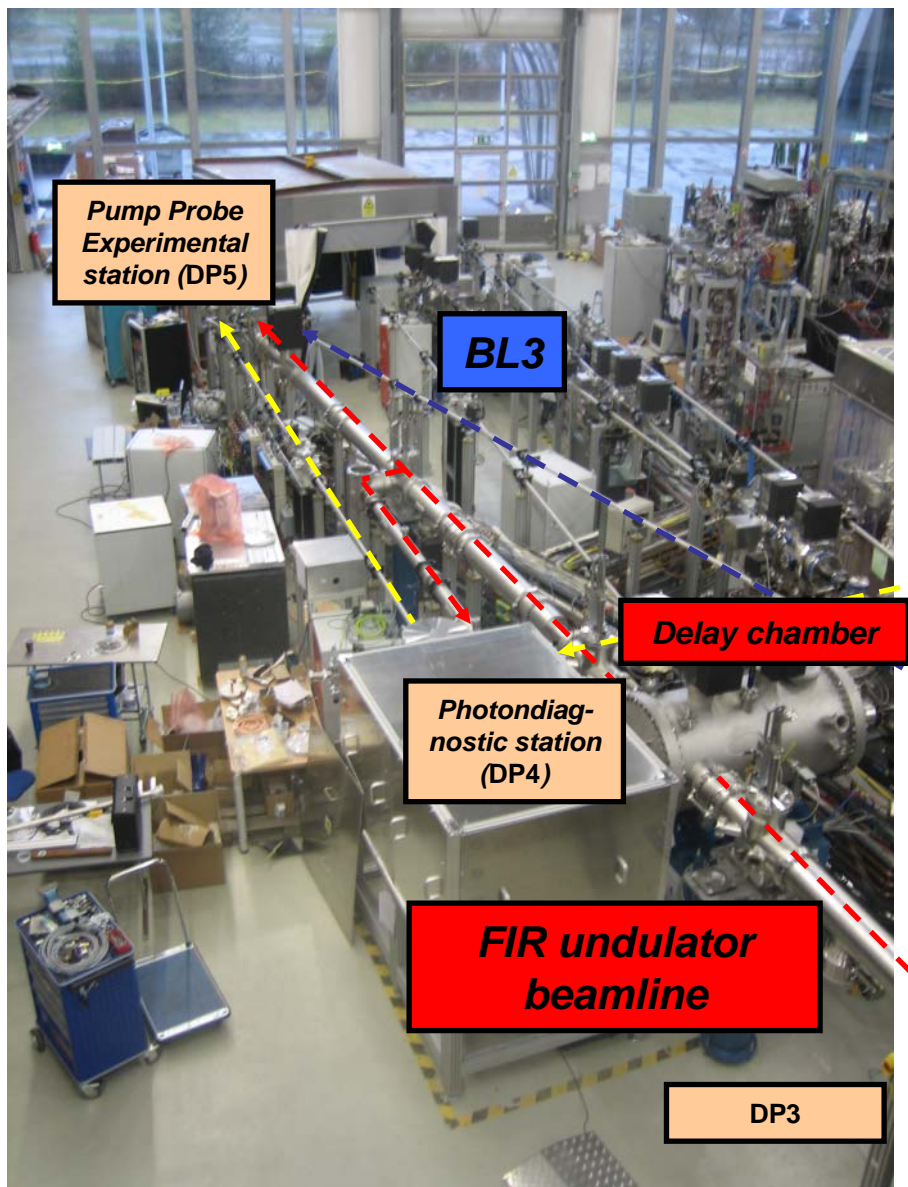 Pump Probe
Experimental
station (DP5)
BL3
Delay chamber
Photondiag-
nostic station
(DP4)
FIR undulator
beamline
DP3